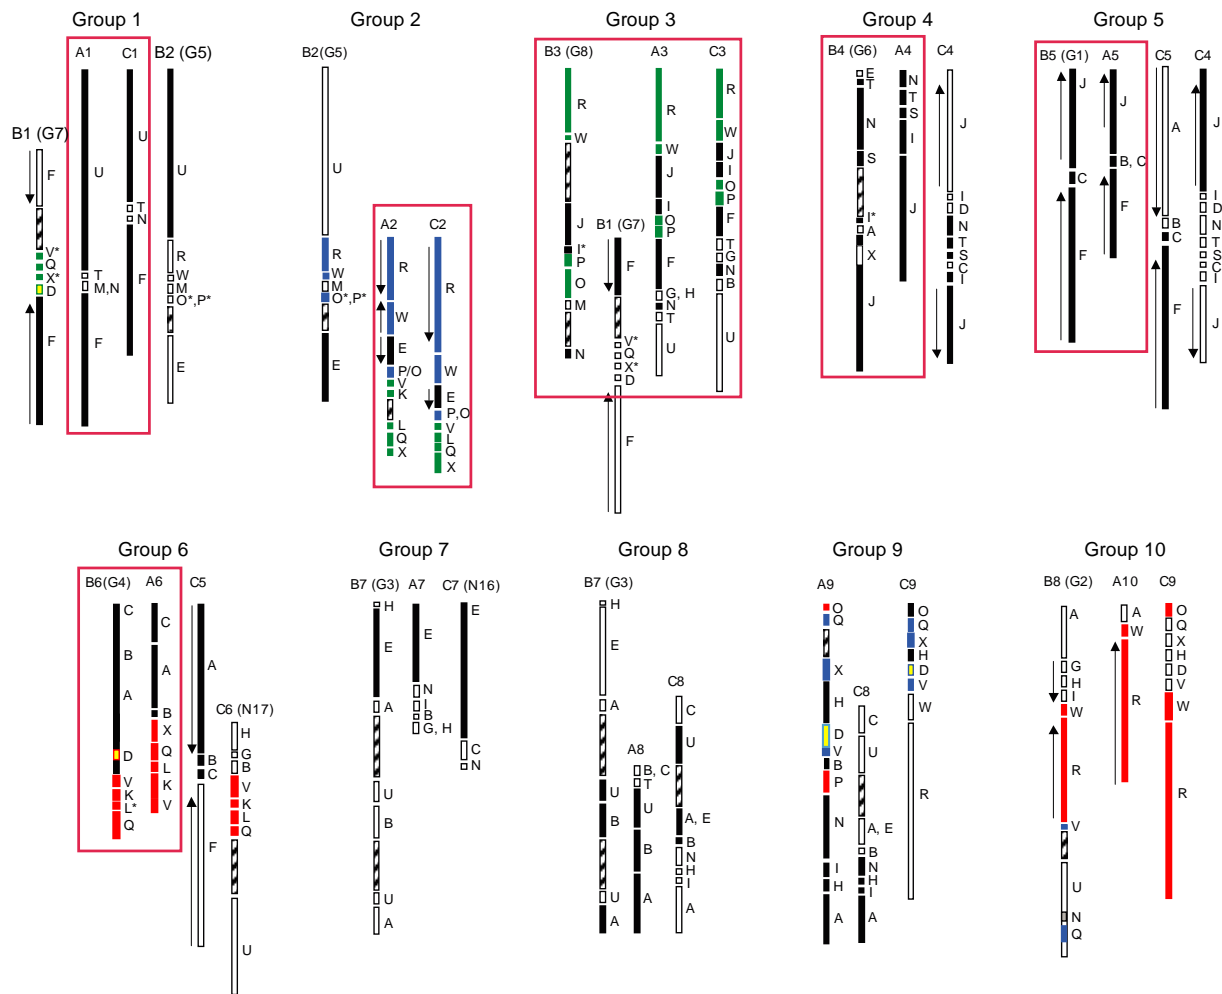 Group 1
B1 (G7)
F
V*
Q
X*
D
F
A1
U
T
M,N
F
C1
U
T
N
F
B2 (G5)
U
R
W
M
O*,P*
E
Group 2
B2(G5)
U
R
W
M
O*,P*
E
A2
R
W
E
P/O
V
K
L
Q
X
C2
R
W
E
P,O
V
L
Q
X
Group 3
B3 (G8)
R
W
J
I*
P
O
M
N
B1 (G7)
F
V*
Q
X*
D
F
A3
R
W
J
I
O
P
F
G, H
N
T
U
C3
R
W
J
I
O
P
F
T
G
N
B
U
Group 4
B4 (G6)
E
T
N
S
I*
A
X
J
A4
N
T
S
I
J
C4
J
I
D
N
T
S
C
I
J
Group 5
B5 (G1)
J
C
F
A5
J
B, C
F
C5
A
B
C
F
C4
J
I
D
N
T
S
C
I
J
Group 6
B6(G4)
C
B
A
D
V
K
L*
Q
A6
C
A
B
X
Q
L
K
V
C5
A
B
C
F
C6 (N17)
H
G
B
V
K
L
Q
U
Group 7
B7 (G3)
H
E
A
U
B
U
A
A7
E
N
I
B
G, H
C7 (N16)
E
C
N
Group 8
B7 (G3)
H
E
A
U
B
U
A
A8
B, C
T
U
B
A
C8
C
U
A, E
B
N
H
I
A
Group 9
A9
O
Q
X
H
D
V
B
P
N
I
H
A
C8
C
U
A, E
B
N
H
I
A
C9
O
Q
X
H
D
V
W
R
Group 10
B8 (G2)
A
G
H
I
W
R
V
U
N
Q
A10
A
W
R
C9
O
Q
X
H
D
V
W
R